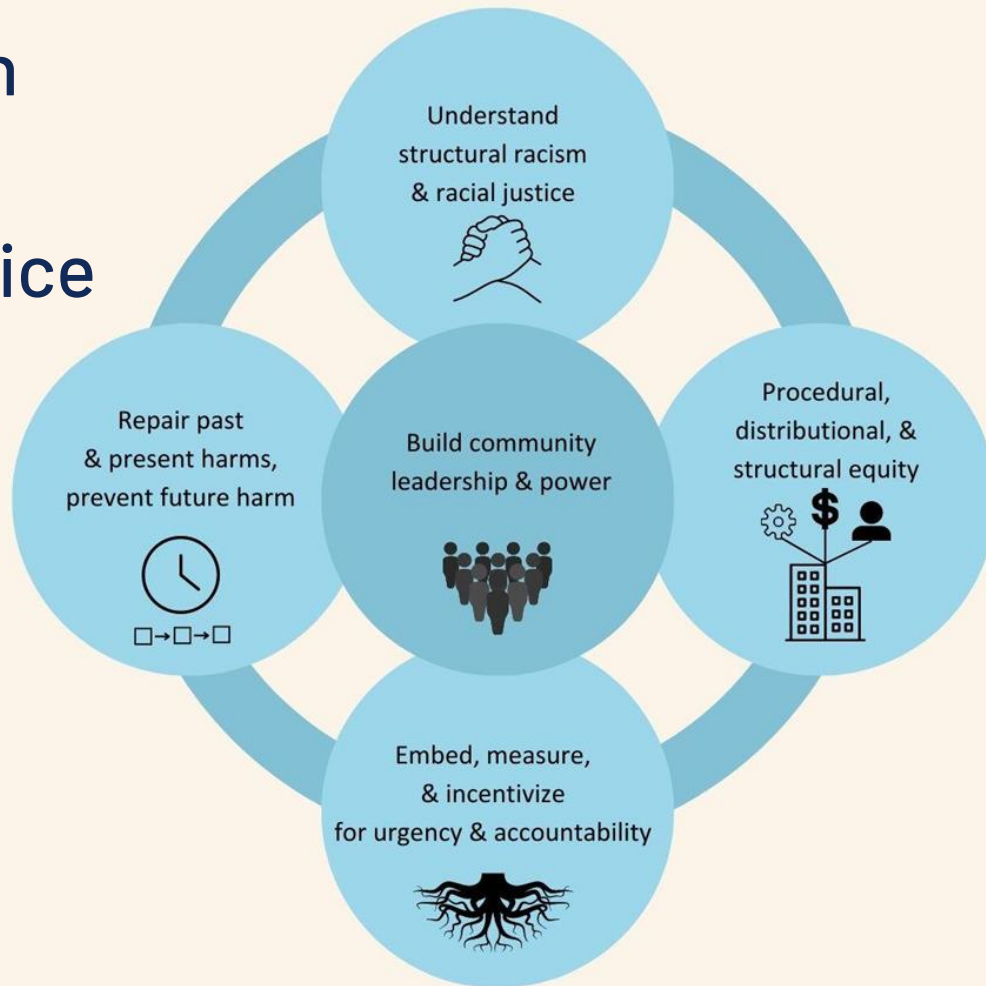 n
ice
Understand
structural racism
& racial justice
Repair past
& present harms,
prevent future harm
Build community
leadership & power
Procedural,
distributional, &
structural equity
$
Embed, measure,
& incentivize
for urgency & accountability